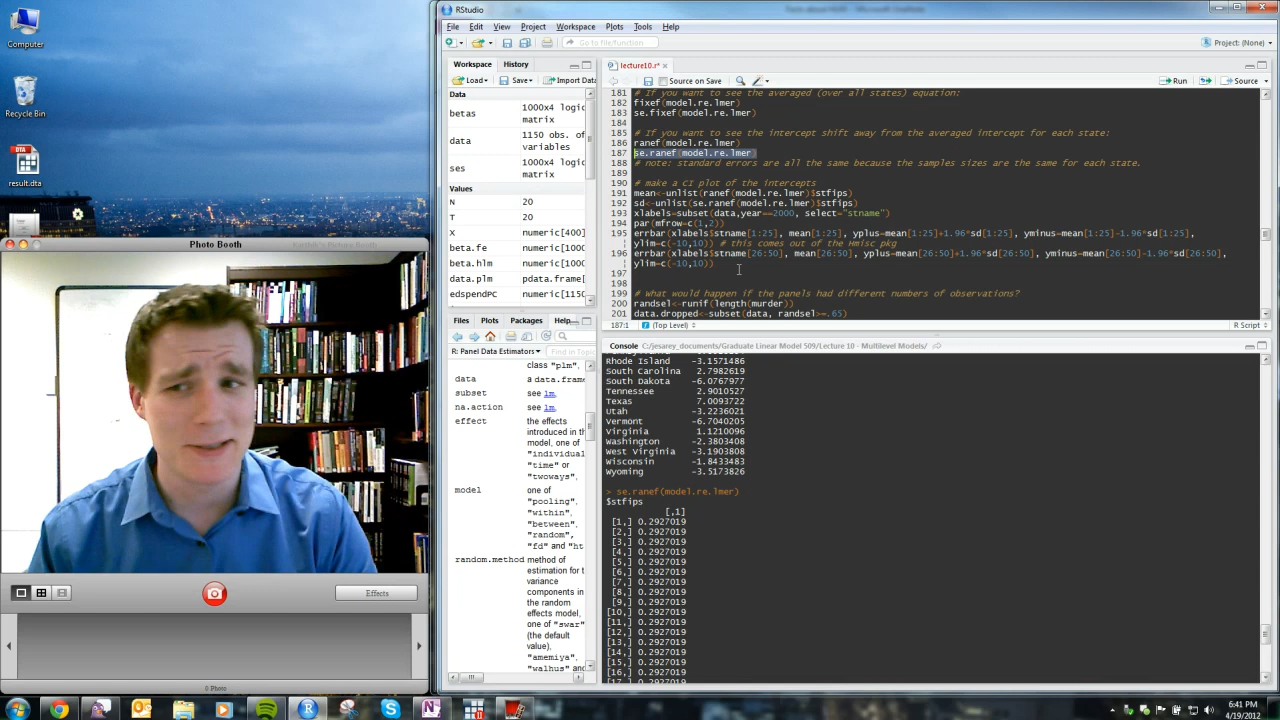 Computer
Recycle Bin
result.dta
Photo Booth
Effects
0 Photo
RStudio
File Edit View Project Workspace Plots Tools Help
Go to file/function
Project: (None)
Workspace History
Load Save Import Data
Data
betas 1000x4 logic
matrix
data 1150 obs. of
variables
ses 1000x4 logic
matrix
Values
N 20
T 20
X numeric[400]
beta.fe numeric[1000
beta.hlm numeric[1000
data.plm pdata.frame[
edspendPC numeric[1150
Files Plots Packages Help
R: Panel Data Estimators Find in Topic
class "plm",
data a data.frame
subset see lm.
na.action see lm.
effect the effects
introduced in th
model, one of
"individual
"time" or
"twoways",
model one of
"pooling",
"within",
"between",
"random",
"fd" and "ht
random.method method of
estimation for t
variance
components in
the random
effects model,
one of "swar"
(the default
value),
"amemiya"
"walhus" and
lecture10.r*
Source on Save Run Source
181 # If you want to see the averaged (over all states) equation:
182 fixef(model.re.lmer)
183 se.fixef(model.re.lmer)
184
185 # If you want to see the intercept shift away from the averaged intercept for each state:
186 ranef(model.re.lmer)
187 se.ranef(model.re.lmer)
188 # note: standard errors are all the same because the samples sizes are the same for each state.
189
190 # make a CI plot of the intercepts
191 mean<-unlist(ranef(model.re.lmer)$stfips)
192 sd<-unlist(se.ranef(model.re.lmer)$stfips)
193 xlabels=subset(data,year==2000, select="stname")
194 par(mfrow=c(1,2))
195 errbar(xlabels$stname[1:25], mean[1:25], yplus=mean[1:25]+1.96*sd[1:25], yminus=mean[1:25]-1.96*sd[1:25],
ylim=c(-10,10)) # this comes out of the Hmisc pkg
196 errbar(xlabels$stname[26:50], mean[26:50], yplus=mean[26:50]+1.96*sd[26:50], yminus=mean[26:50]-1.96*sd[26:50],
ylim=c(-10,10))
197
198
199 # What would happen if the panels had different numbers of observations?
200 randsel<-runif(length(murder))
201 data.dropped<-subset(data, randsel>=.65)
187:1 (Top Level) R Script
Console C:/jesarey_documents/Graduate Linear Model 509/Lecture 10 - Multilevel Models/
Rhode Island -3.1571486
South Carolina 2.7982619
South Dakota -6.0767977
Tennessee 2.9010527
Texas 7.0093722
Utah -3.2236021
Vermont -6.7040205
Virginia 1.1210096
Washington -2.3803408
West Virginia -3.1903808
Wisconsin -1.8433483
Wyoming -3.5173826
> se.ranef(model.re.lmer)
$stfips
[,1]
[1,] 0.2927019
[2,] 0.2927019
[3,] 0.2927019
[4,] 0.2927019
[5,] 0.2927019
[6,] 0.2927019
[7,] 0.2927019
[8,] 0.2927019
[9,] 0.2927019
[10,] 0.2927019
[11,] 0.2927019
[12,] 0.2927019
[13,] 0.2927019
[14,] 0.2927019
[15,] 0.2927019
[16,] 0.2927019
[17,] 0.2927019
6:41 PM
4/19/2012